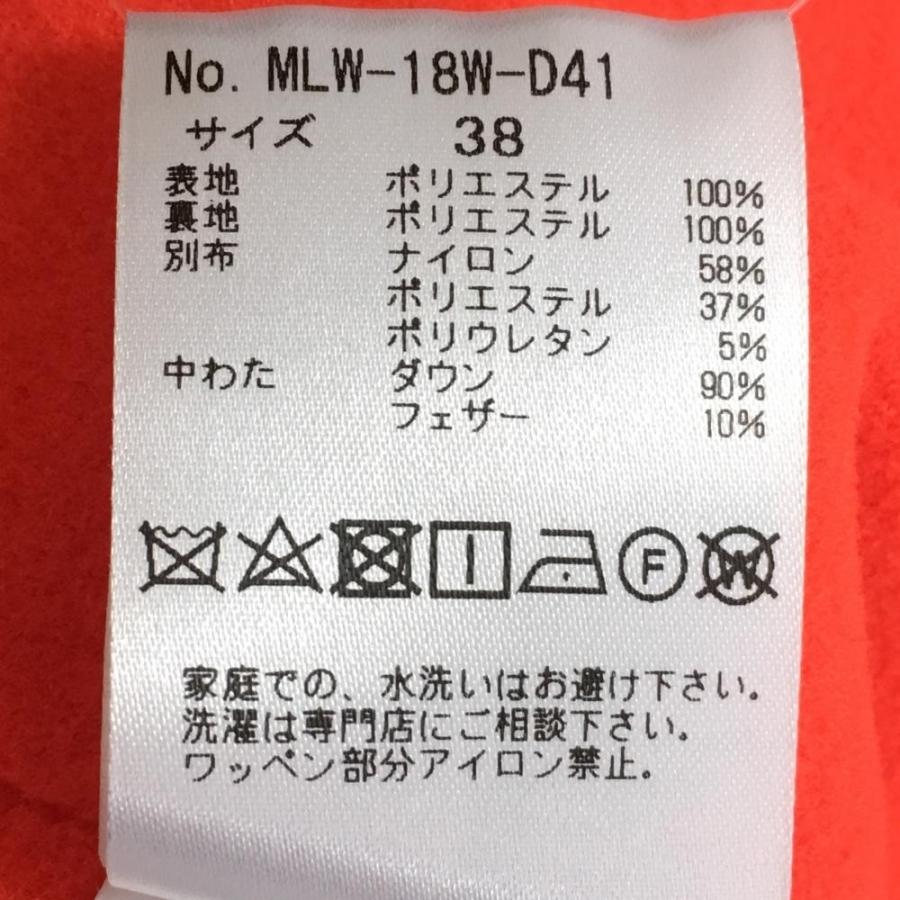 No. MLW-18W-D41
サイズ 38
表地 ポリエステル 100%
裏地 ポリエステル 100%
別布 ナイロン 58%
ポリエステル 37%
ポリウレタン 5%
中わた ダウン 90%
フェザー 10%
F W
家庭での、水洗いはお避け下さい。
洗濯は専門店にご相談下さい。
ワッペン部分アイロン禁止。